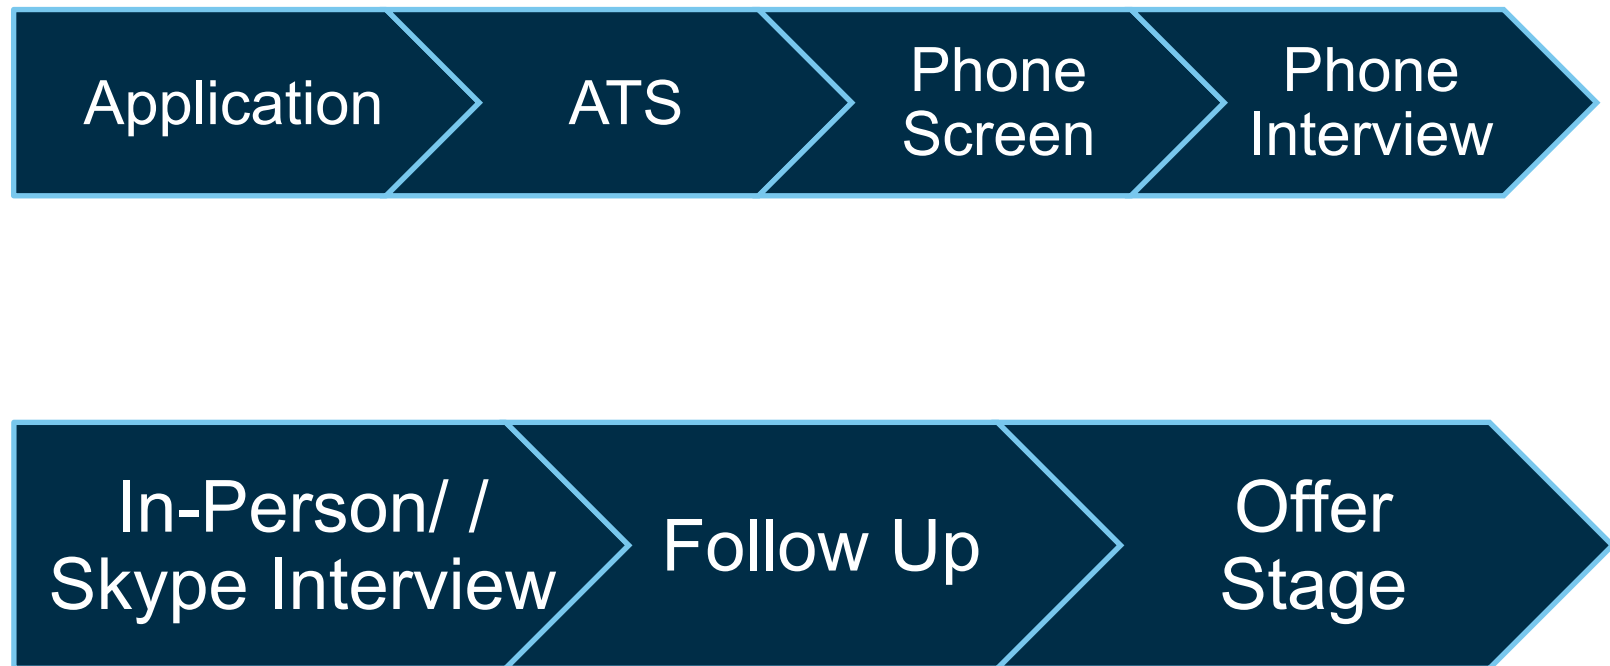 Application
ATS
Phone
Screen
Phone
Interview
In-Person/ /
Skype Interview
Follow Up
Offer
Stage